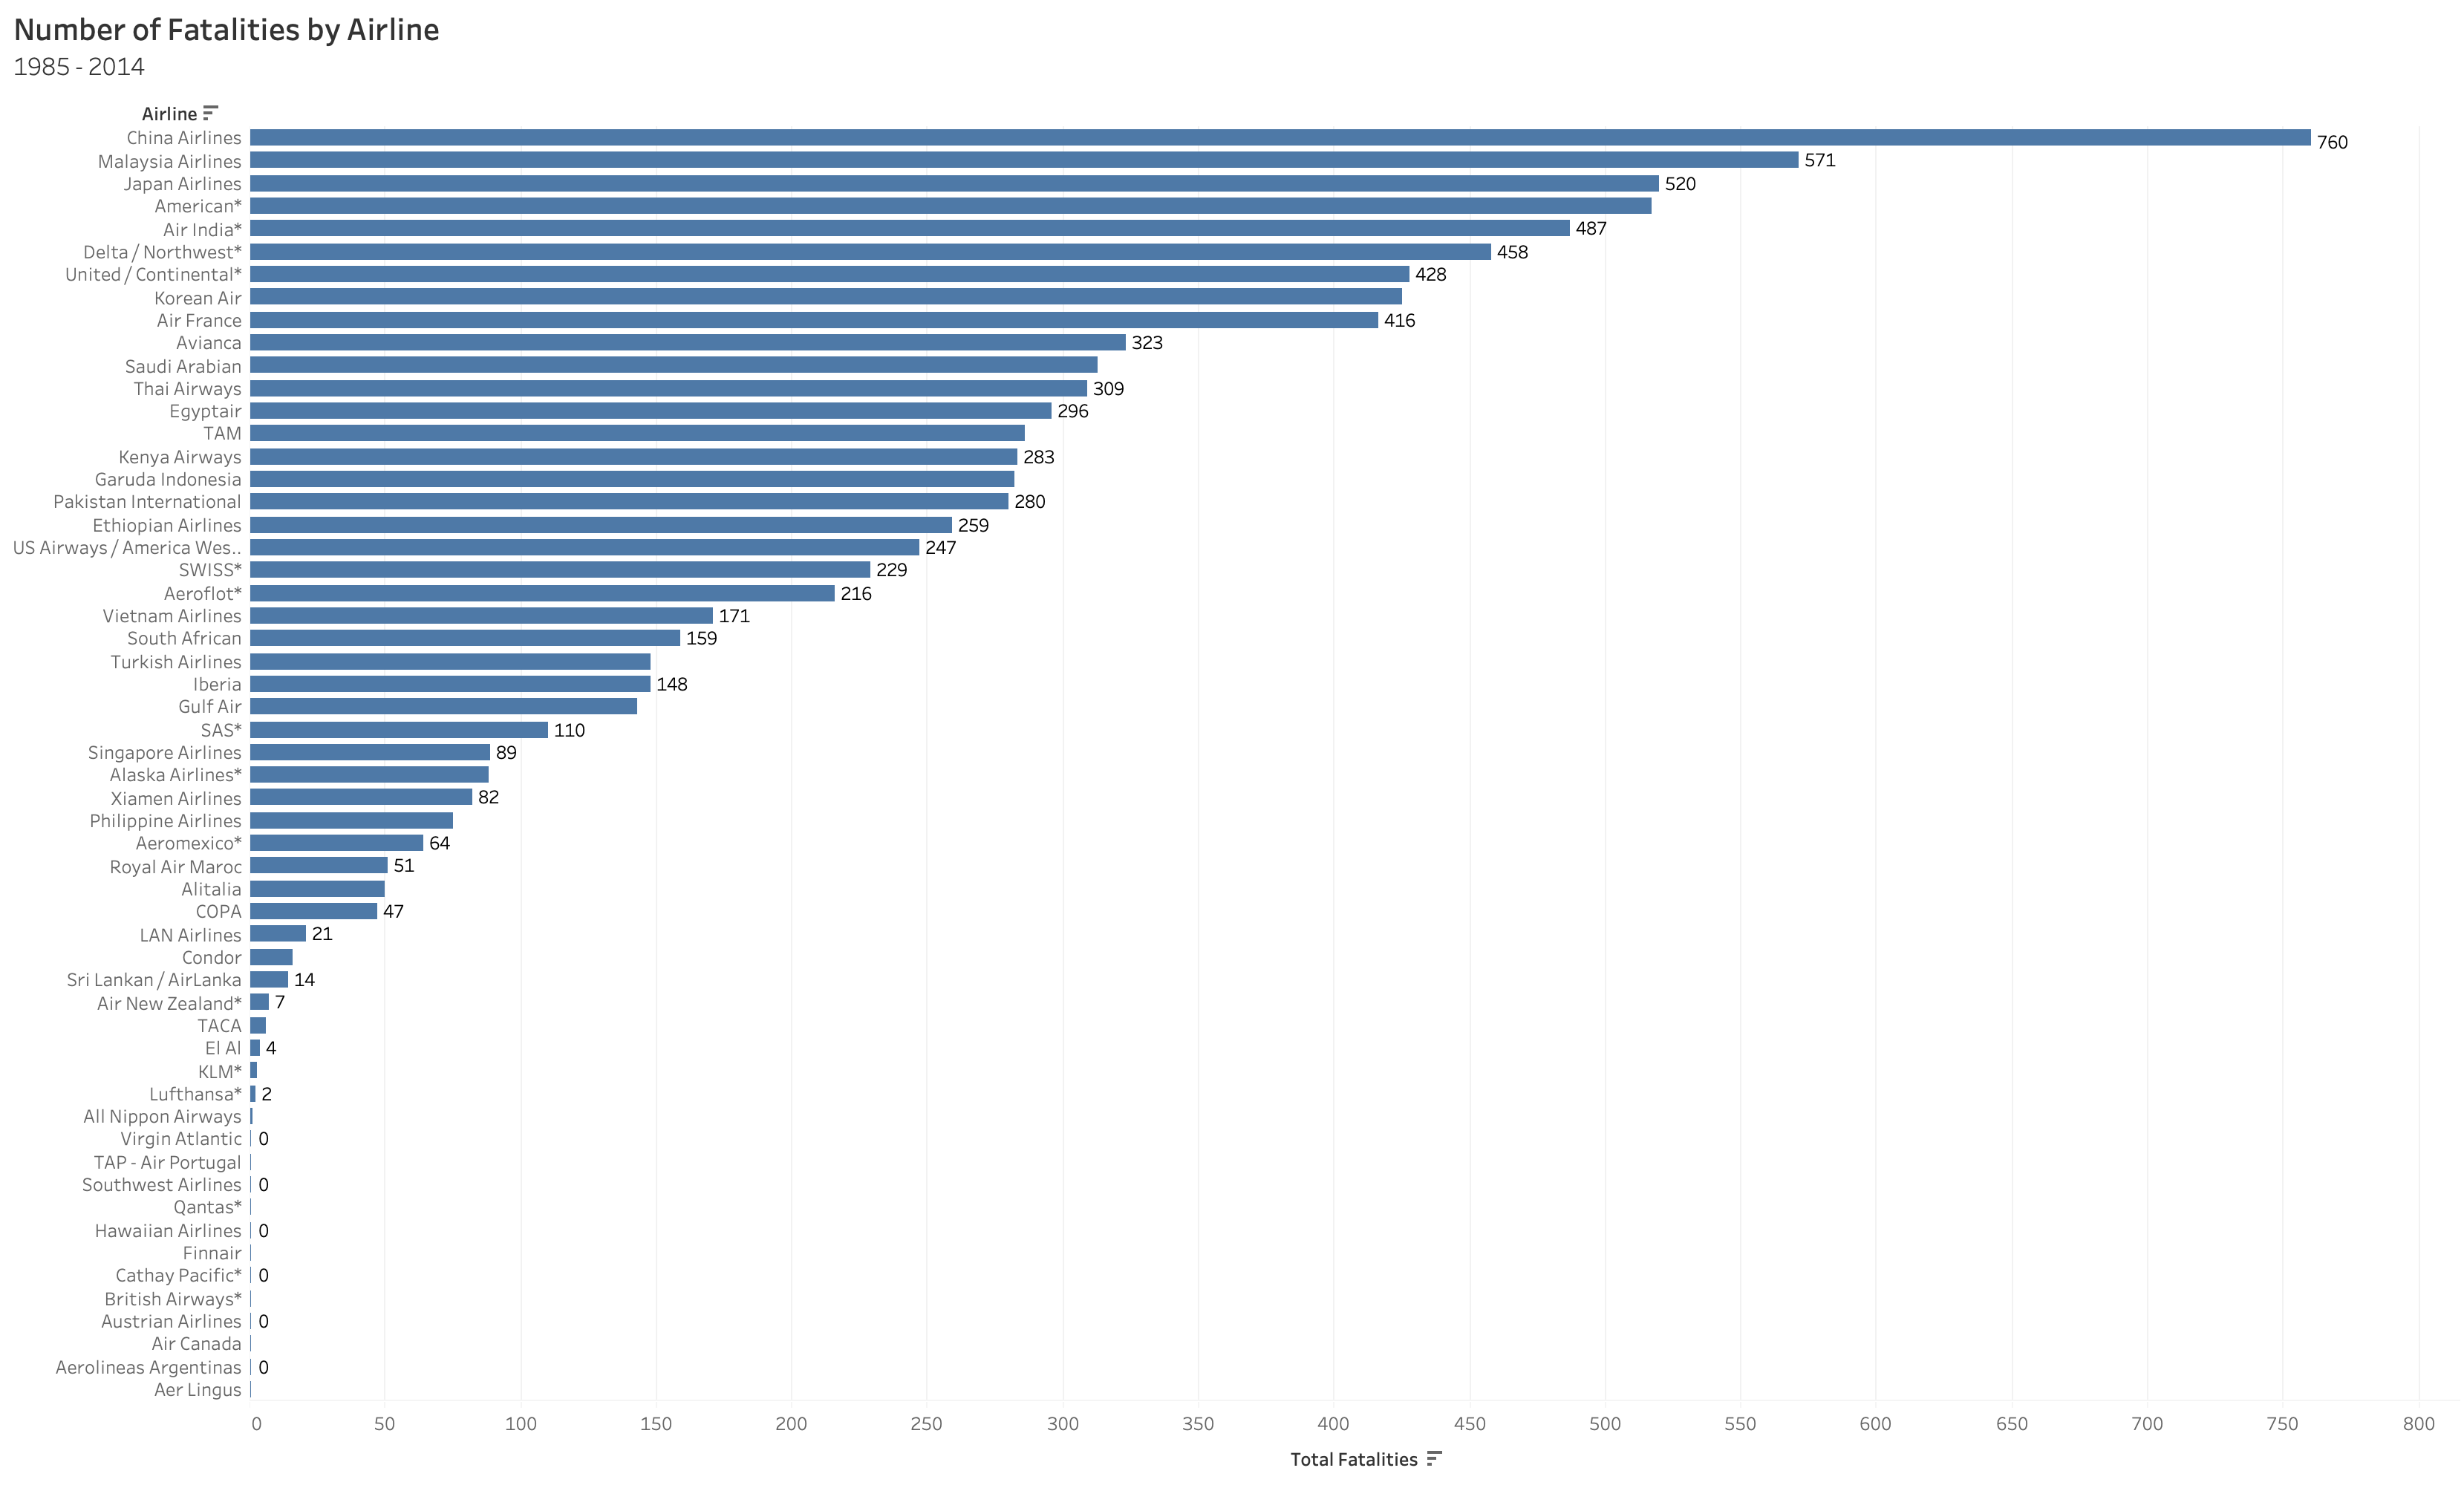 Number of Fatalities by Airline
1985 - 2014
Airline
China Airlines 760
Malaysia Airlines 571
Japan Airlines 520
American*
Air India* 487
Delta / Northwest* 458
United / Continental* 428
Korean Air
Air France 416
Avianca 323
Saudi Arabian
Thai Airways 309
Egyptair 296
TAM
Kenya Airways 283
Garuda Indonesia
Pakistan International 280
Ethiopian Airlines 259
US Airways / America Wes.. 247
SWISS* 229
Aeroflot* 216
Vietnam Airlines 171
South African 159
Turkish Airlines
Iberia 148
Gulf Air
SAS* 110
Singapore Airlines 89
Alaska Airlines*
Xiamen Airlines 82
Philippine Airlines
Aeromexico* 64
Royal Air Maroc 51
Alitalia
COPA 47
LAN Airlines 21
Condor
Sri Lankan / AirLanka 14
Air New Zealand* 7
TACA
El Al 4
KLM*
Lufthansa* 2
All Nippon Airways
Virgin Atlantic 0
TAP - Air Portugal
Southwest Airlines 0
Qantas*
Hawaiian Airlines 0
Finnair
Cathay Pacific* 0
British Airways*
Austrian Airlines 0
Air Canada
Aerolineas Argentinas 0
Aer Lingus
0 50 100 150 200 250 300 350 400 450 500 550 600 650 700 750 800
Total Fatalities